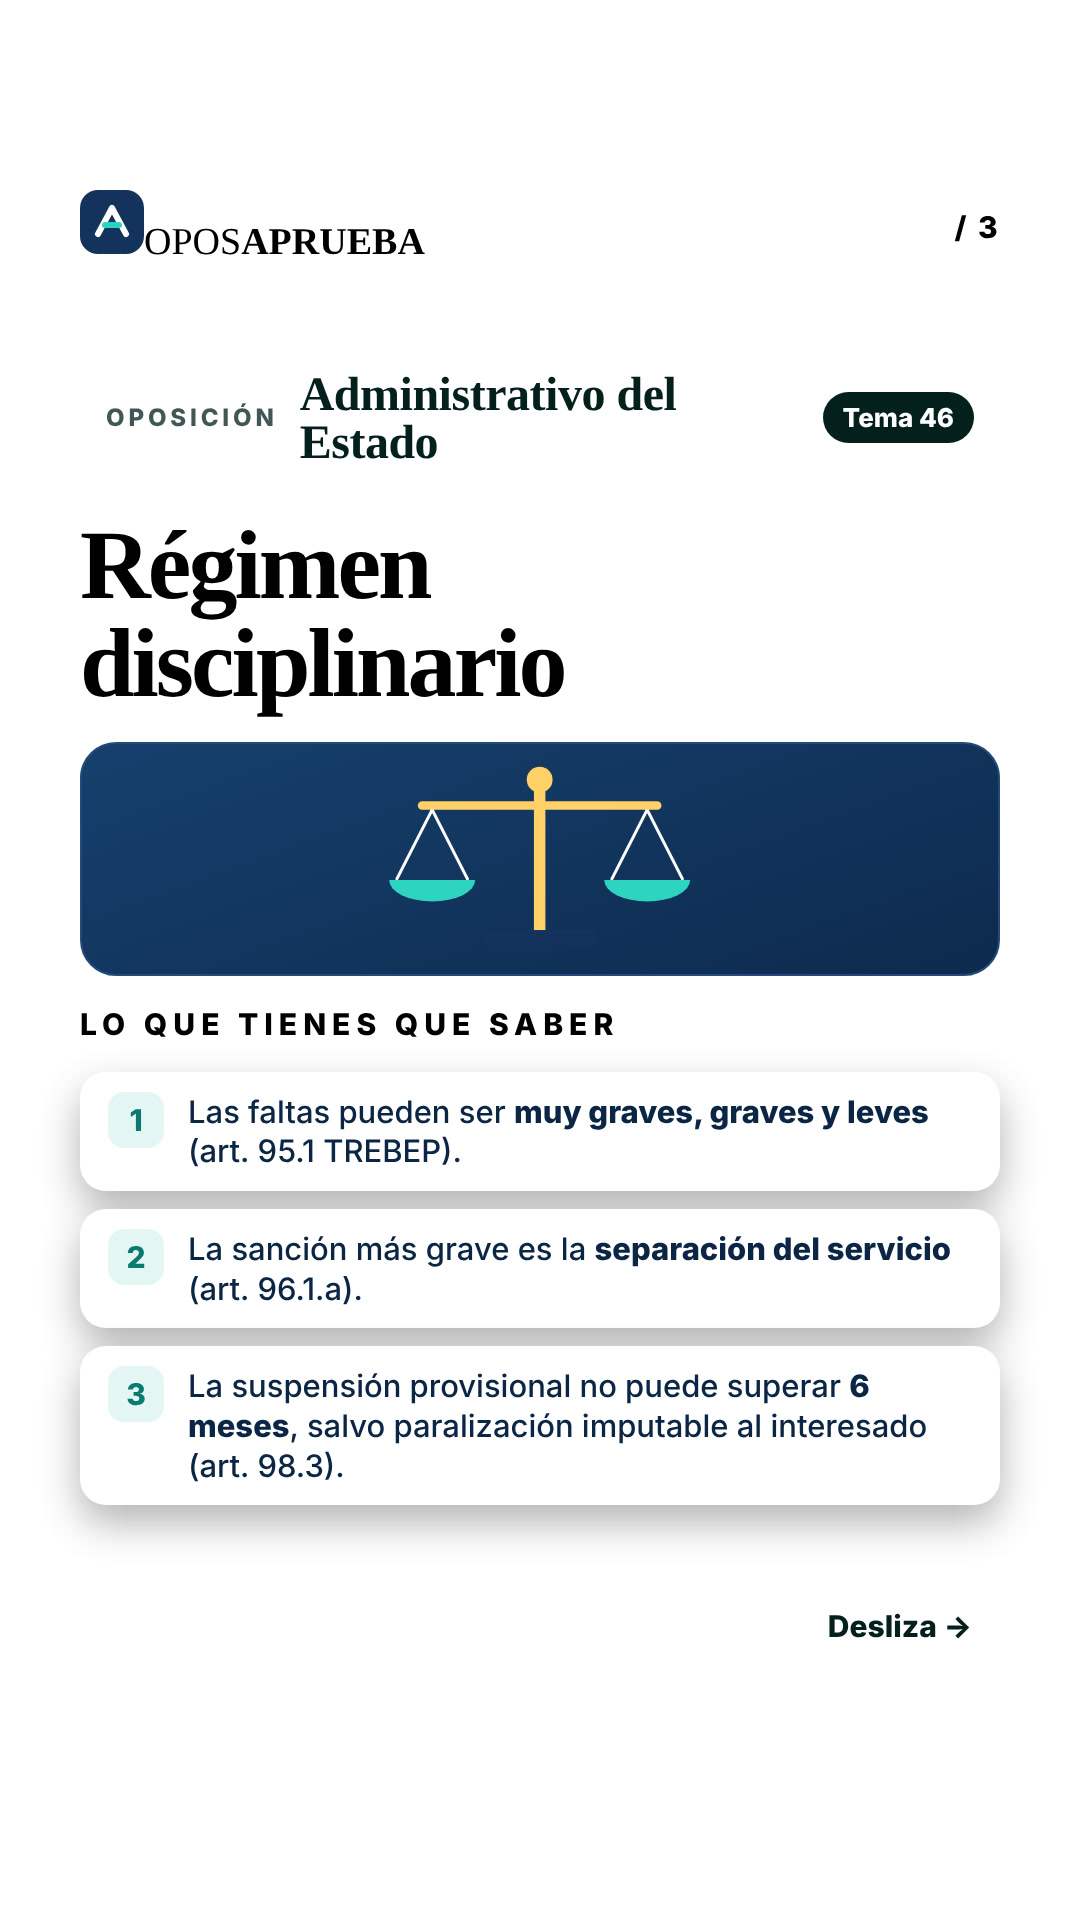 OPOSAPRUEBA
/ 3
OPOSICIÓN
Administrativo del
Estado
Tema 46
Régimen
disciplinario
LO QUE TIENES QUE SABER
1
Las faltas pueden ser muy graves, graves y leves
(art. 95.1 TREBEP).
2
La sanción más grave es la separación del servicio
(art. 96.1.a).
3
La suspensión provisional no puede superar 6
meses, salvo paralización imputable al interesado
(art. 98.3).
Desliza →